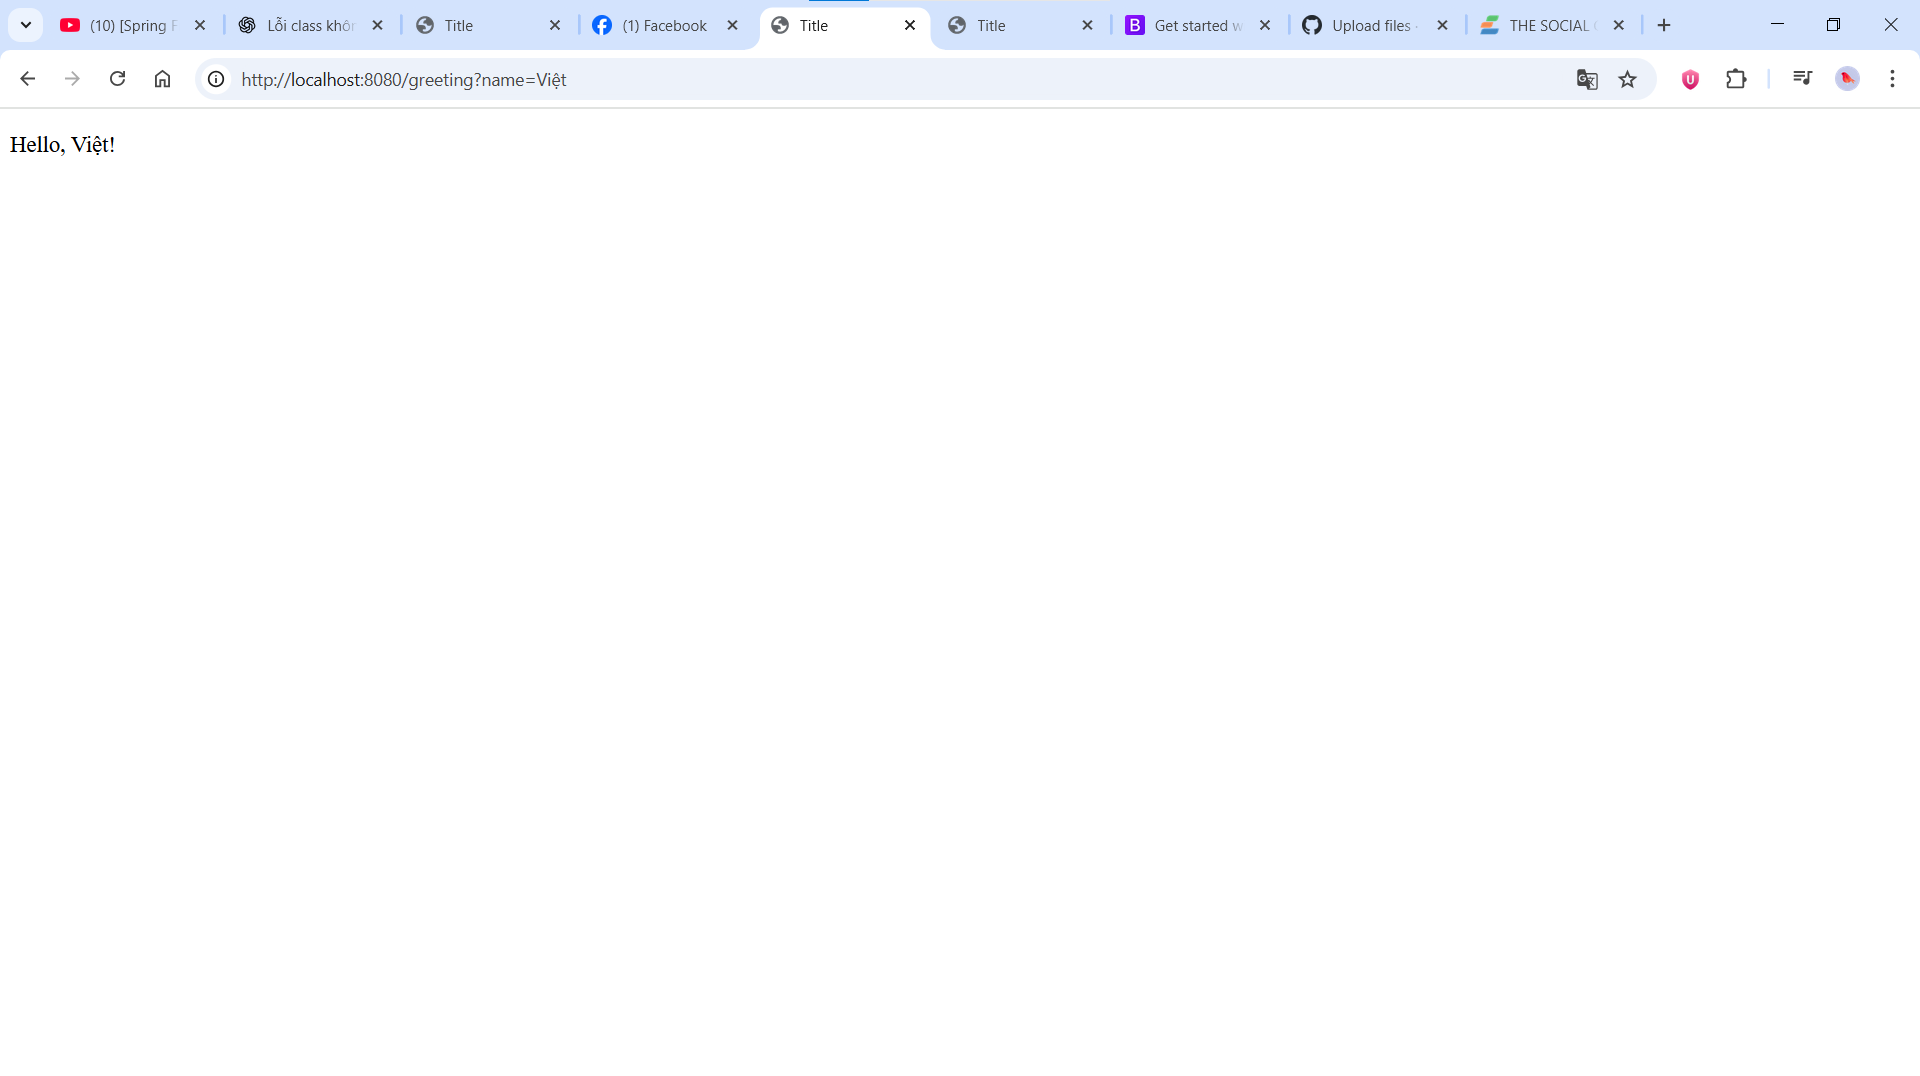 (10) [Spring F
Lỗi class khôn
Title
(1) Facebook
Title
Title
Get started w
Upload files ·
THE SOCIAL
http://localhost:8080/greeting?name=Việt
Hello, Việt!